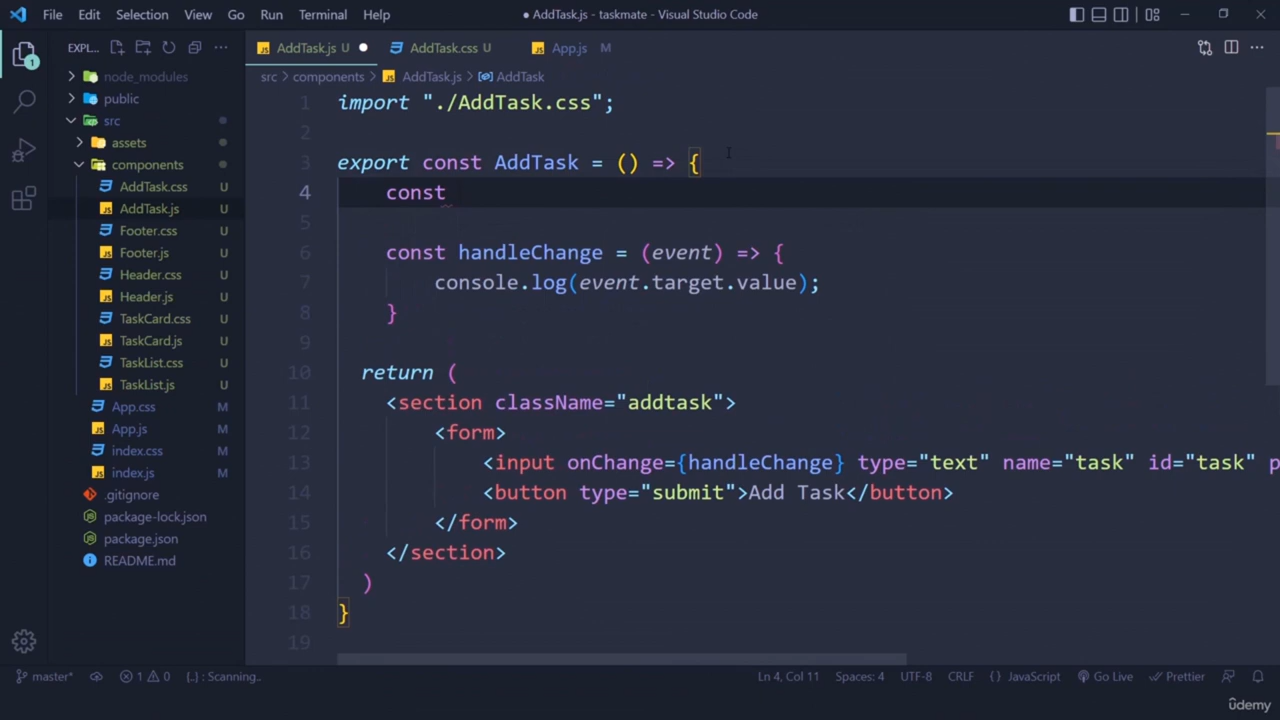 File Edit Selection View Go Run Terminal Help
● AddTask.js - taskmate - Visual Studio Code
EXPL...
AddTask.js U ●
AddTask.css U
App.js M
1
node_modules
public
src
assets
components
AddTask.css U
AddTask.js U
Footer.css U
Footer.js U
Header.css U
Header.js U
TaskCard.css U
TaskCard.js U
TaskList.css U
TaskList.js U
App.css M
App.js M
index.css M
index.js M
.gitignore
package-lock.json
package.json
README.md
src > components > AddTask.js > AddTask
1 import "./AddTask.css";
2
3 export const AddTask = () => {
4 const
5
6 const handleChange = (event) => {
7 console.log(event.target.value);
8 }
9
10 return (
11 <section className="addtask">
12 <form>
13 <input onChange={handleChange} type="text" name="task" id="task" p
14 <button type="submit">Add Task</button>
15 </form>
16 </section>
17 )
18 }
19
master* 1 0 {..} : Scanning..
Ln 4, Col 11 Spaces: 4 UTF-8 CRLF {} JavaScript Go Live Prettier
ûdemy